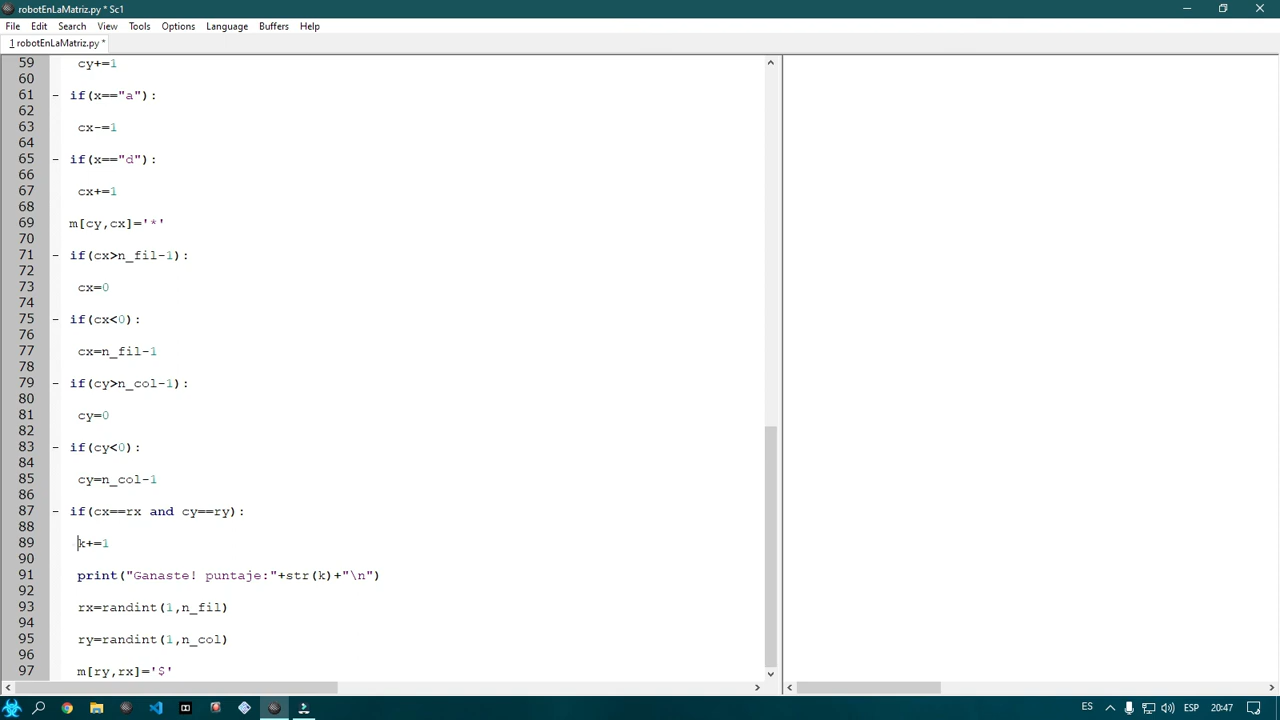 robotEnLaMatriz.py * Sc1
File Edit Search View Tools Options Language Buffers Help
1 robotEnLaMatriz.py *
59 cy+=1
60
61 - if(x=="a"):
62
63 cx-=1
64
65 - if(x=="d"):
66
67 cx+=1
68
69 m[cy,cx]='*'
70
71 - if(cx>n_fil-1):
72
73 cx=0
74
75 - if(cx<0):
76
77 cx=n_fil-1
78
79 - if(cy>n_col-1):
80
81 cy=0
82
83 - if(cy<0):
84
85 cy=n_col-1
86
87 - if(cx==rx and cy==ry):
88
89 k+=1
90
91 print("Ganaste! puntaje:"+str(k)+"\n")
92
93 rx=randint(1,n_fil)
94
95 ry=randint(1,n_col)
96
97 m[ry,rx]='$'
ES ESP 20:47